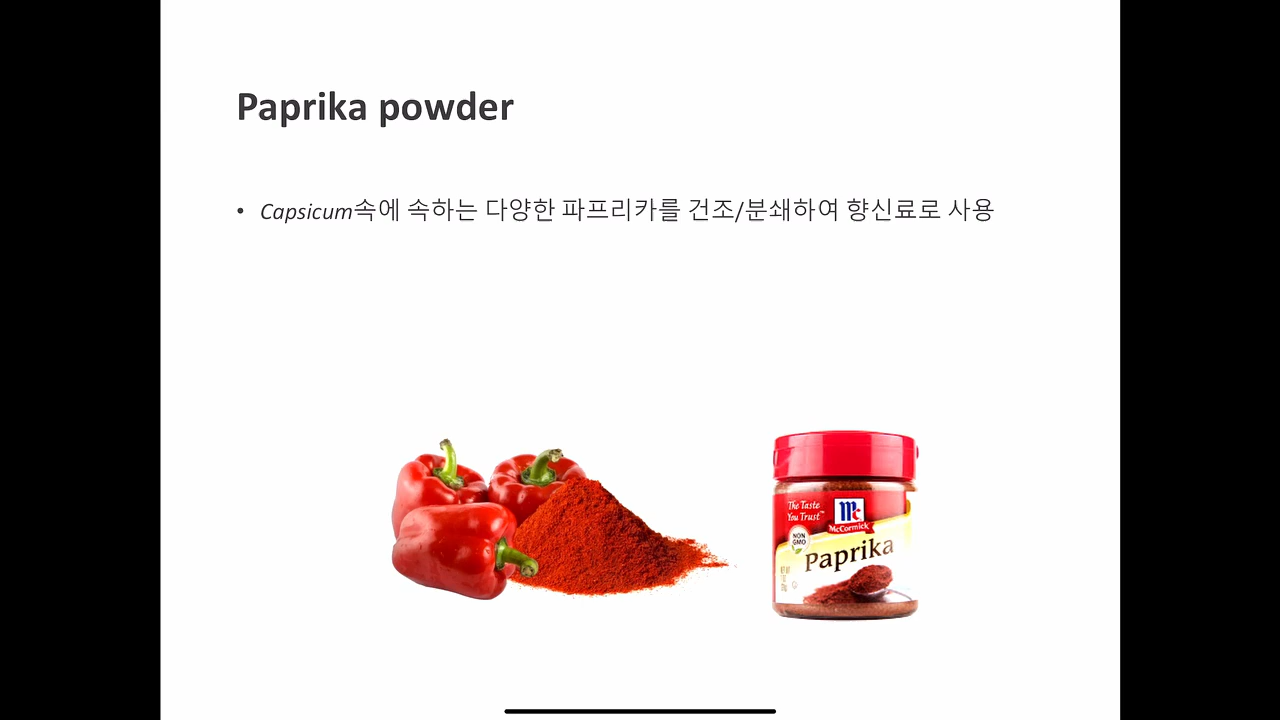 Paprika powder
• Capsicum속에 속하는 다양한 파프리카를 건조/분쇄하여 향신료로 사용
The Taste
You Trust™
Mc
McCormick
NON
GMO
Paprika